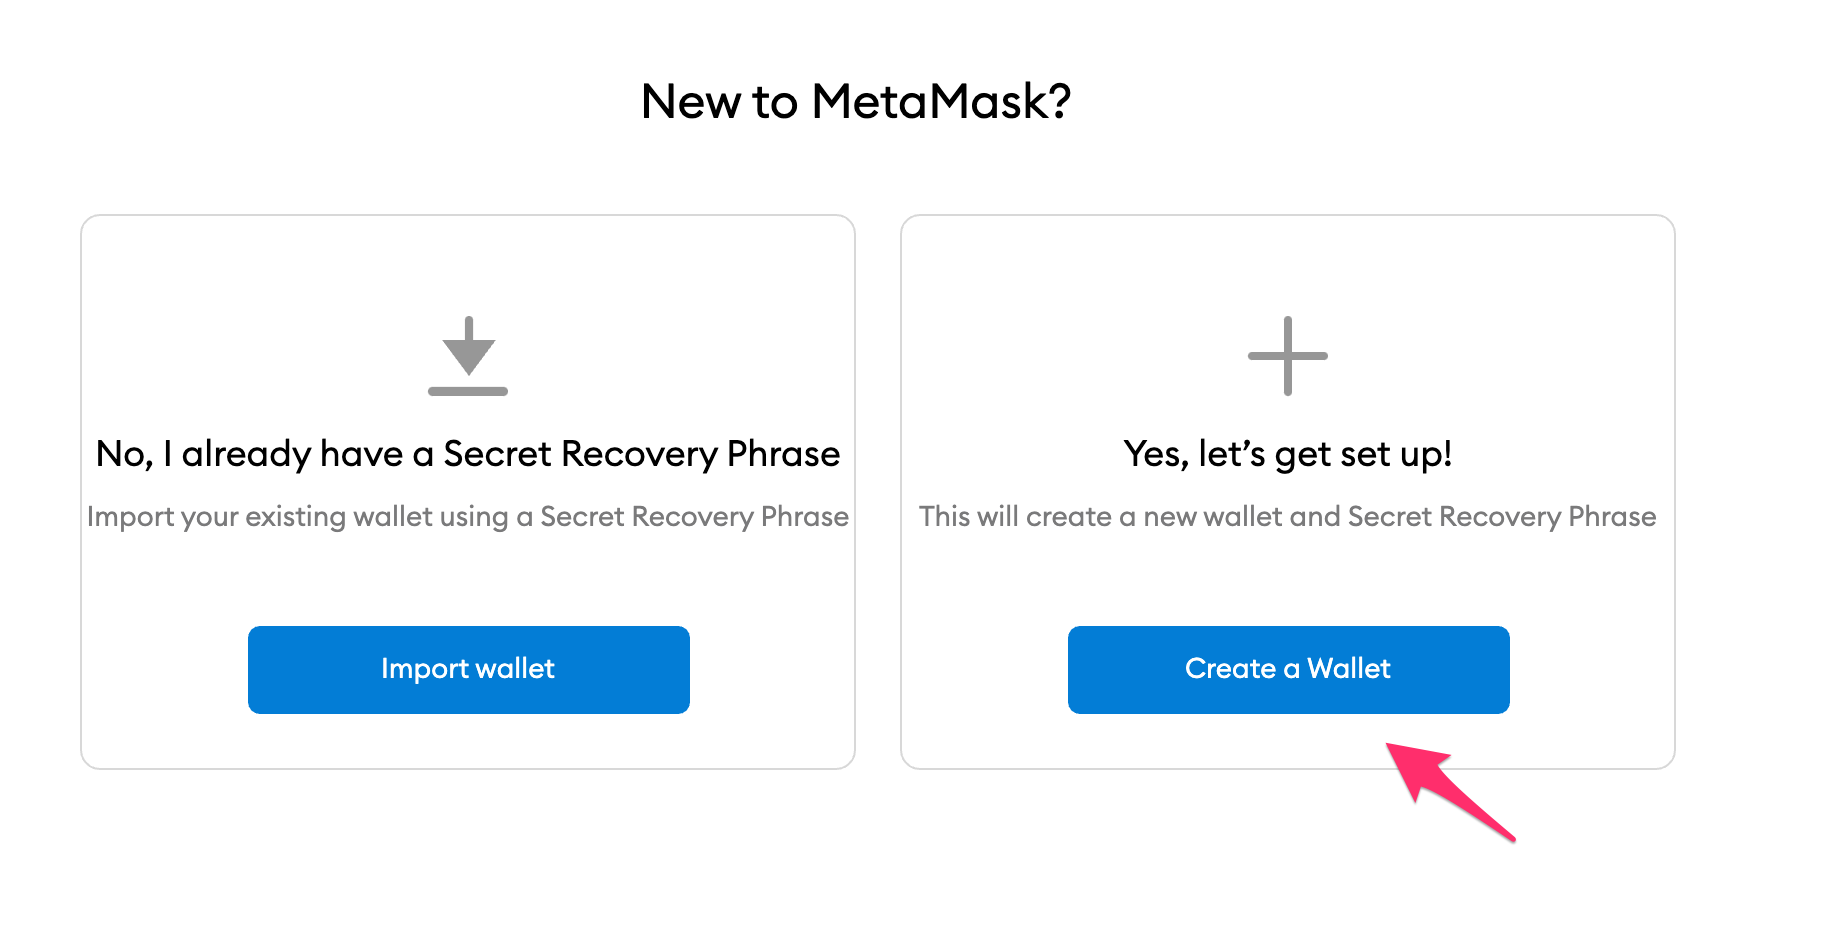 New to MetaMask?
No, I already have a Secret Recovery Phrase
Import your existing wallet using a Secret Recovery Phrase
Import wallet
Yes, let’s get set up!
This will create a new wallet and Secret Recovery Phrase
Create a Wallet